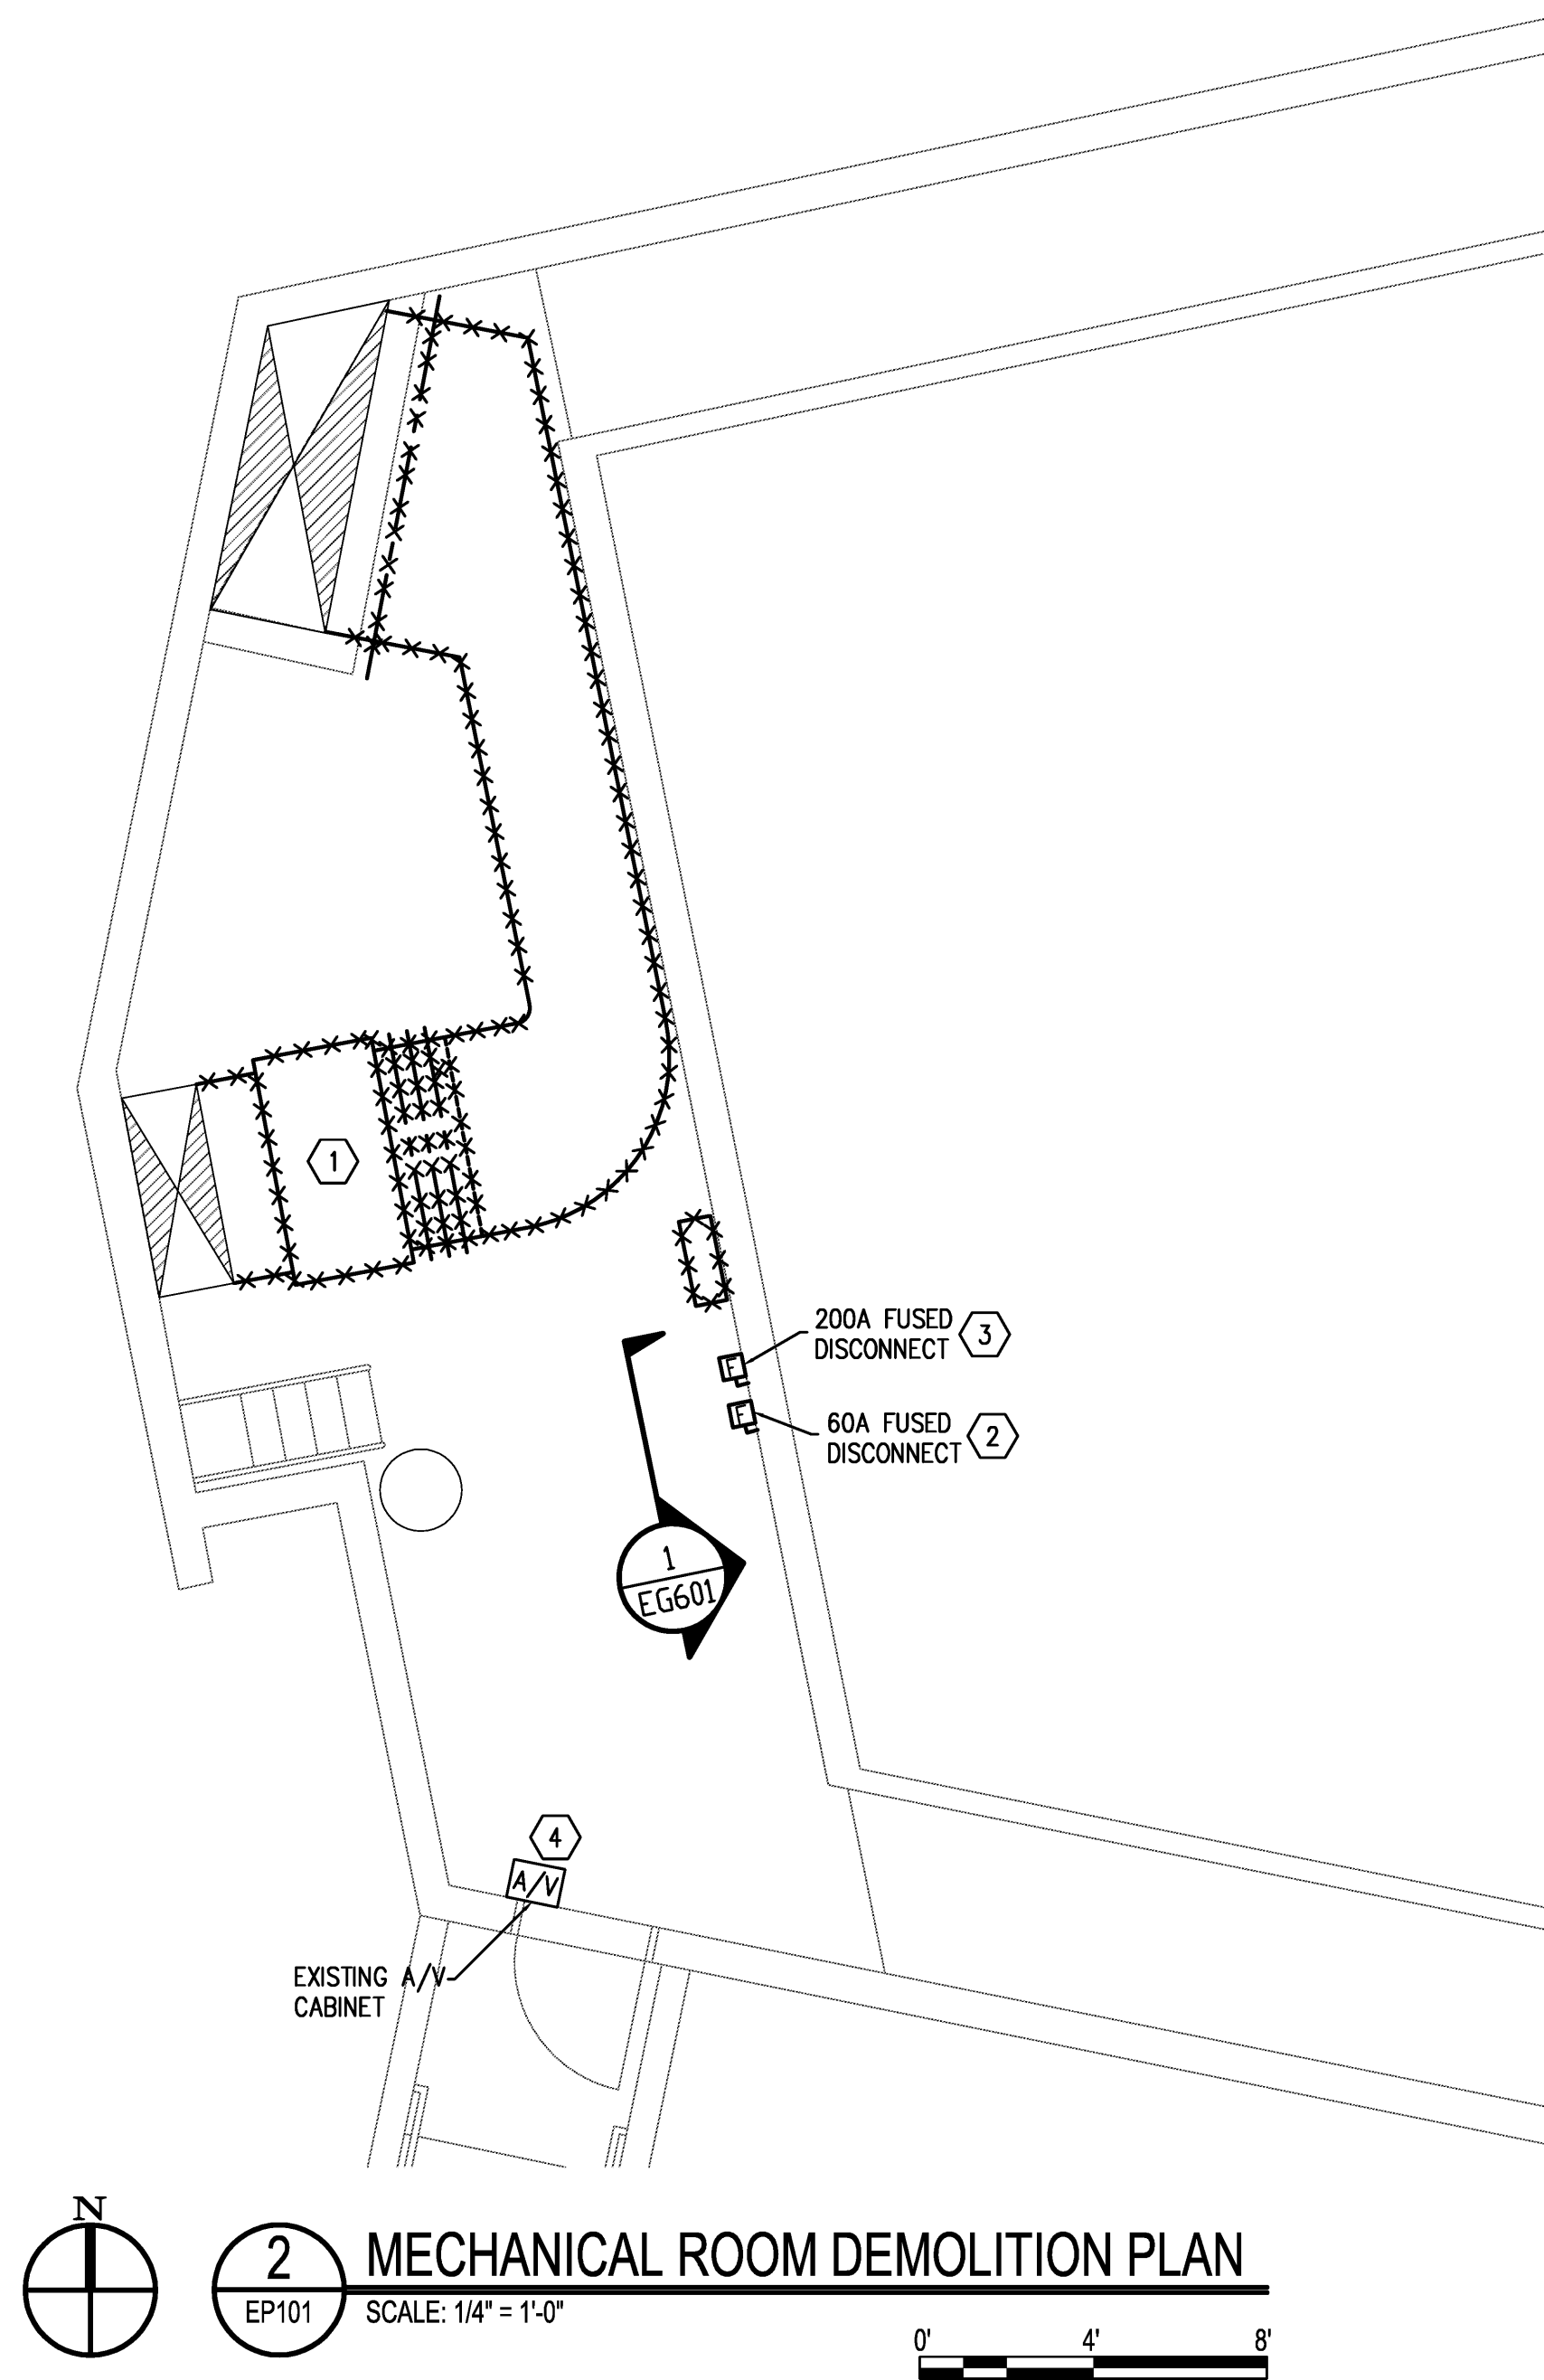 1
200A FUSED
DISCONNECT
3
F
F
60A FUSED
DISCONNECT
2
1
EG601
4
A/V
EXISTING A/V
CABINET
N
2
EP101
MECHANICAL ROOM DEMOLITION PLAN
SCALE: 1/4" = 1'-0"
0' 4' 8'